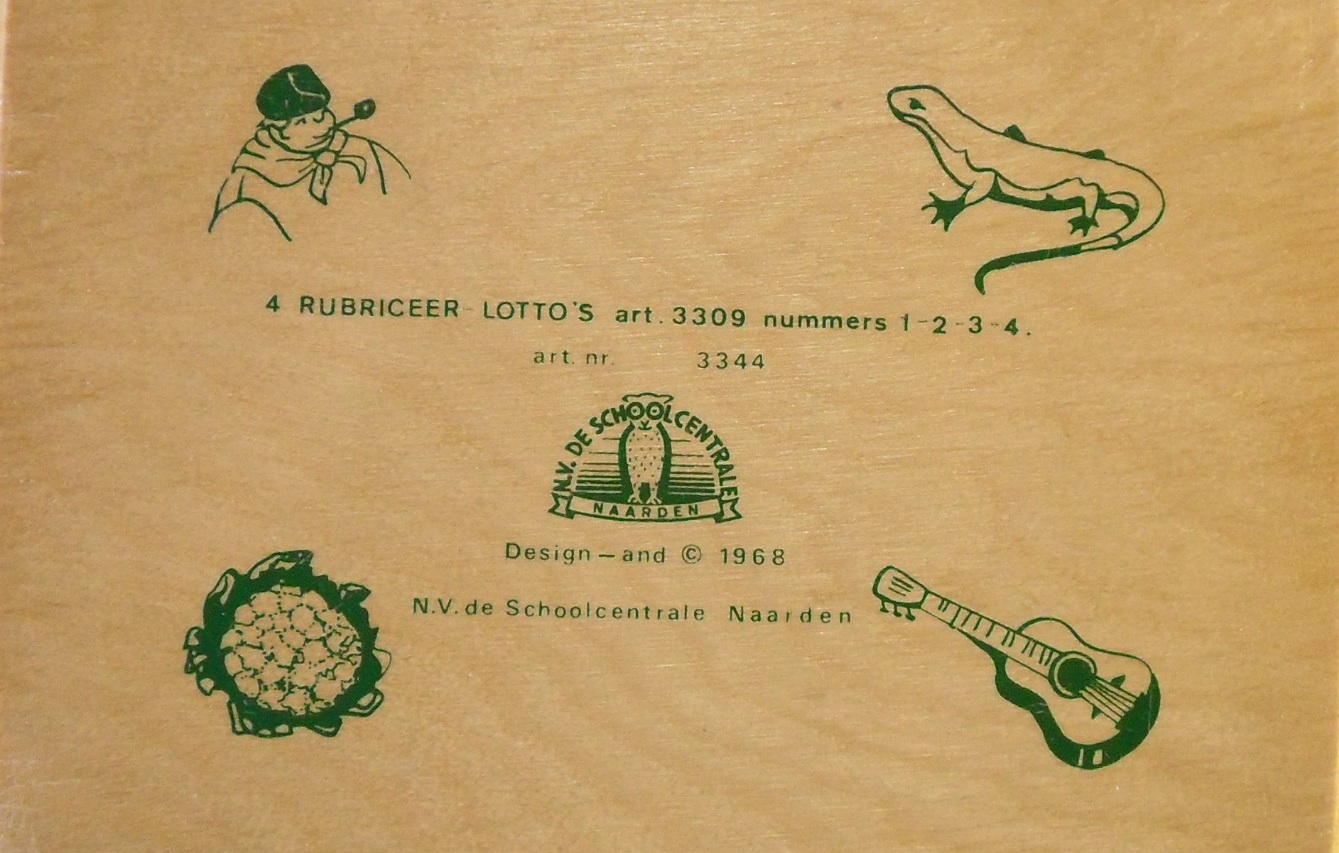 4 RUBRICEER-LOTTO'S art. 3309 nummers 1-2-3-4.
art. nr. 3344
N.V. DE SCHOOLCENTRALE
NAARDEN
Design — and © 1968
N.V. de Schoolcentrale Naarden